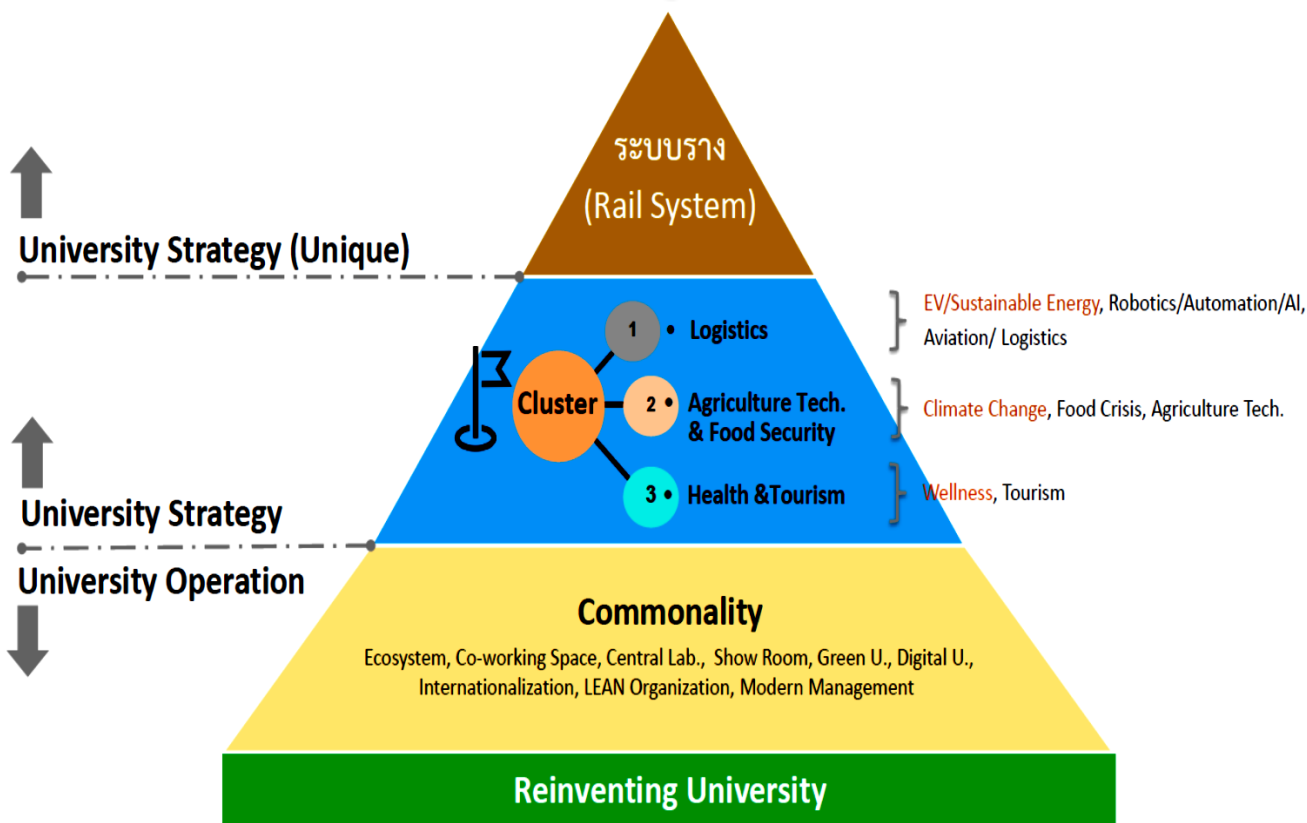 ระบบราง
(Rail System)
University Strategy (Unique)
1 • Logistics
EV/Sustainable Energy, Robotics/Automation/AI,
Aviation/ Logistics
Cluster
2 • Agriculture Tech.
& Food Security
Climate Change, Food Crisis, Agriculture Tech.
3 • Health &Tourism
Wellness, Tourism
University Strategy
University Operation
Commonality
Ecosystem, Co-working Space, Central Lab., Show Room, Green U., Digital U.,
Internationalization, LEAN Organization, Modern Management
Reinventing University